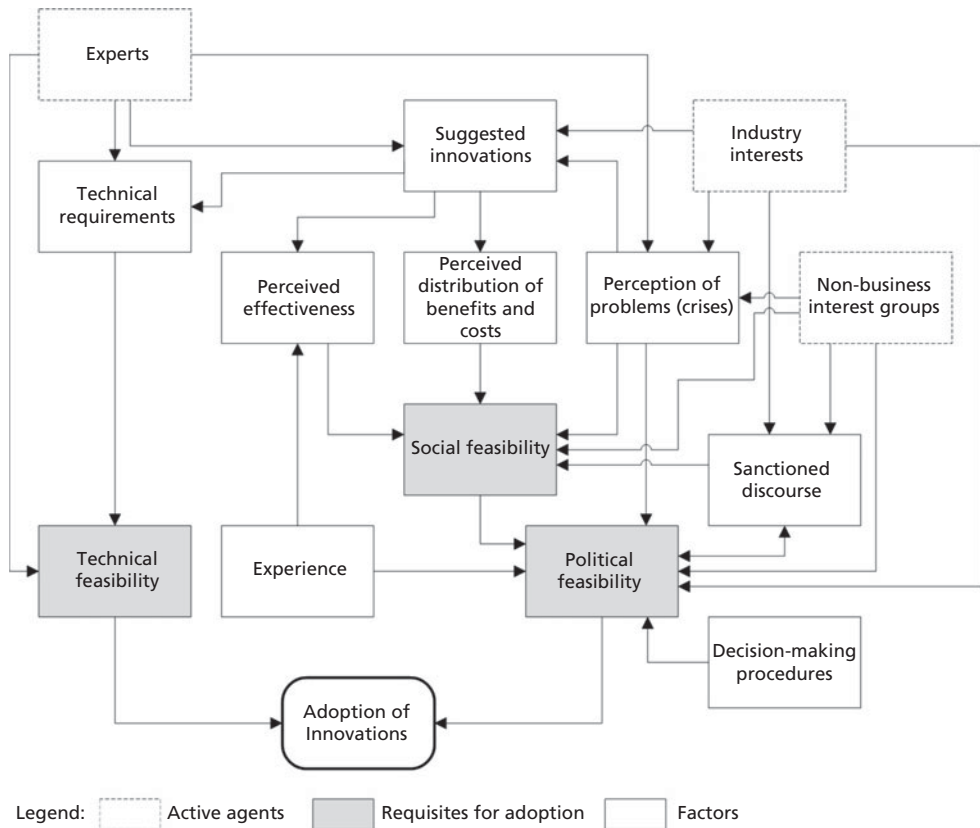 Experts
Suggested
innovations
Industry
interests
Technical
requirements
Perceived
effectiveness
Perceived
distribution of
benefits and
costs
Perception of
problems (crises)
Non-business
interest groups
Social feasibility
Sanctioned
discourse
Technical
feasibility
Experience
Political
feasibility
Decision-making
procedures
Adoption of
Innovations
Legend:
Active agents
Requisites for adoption
Factors